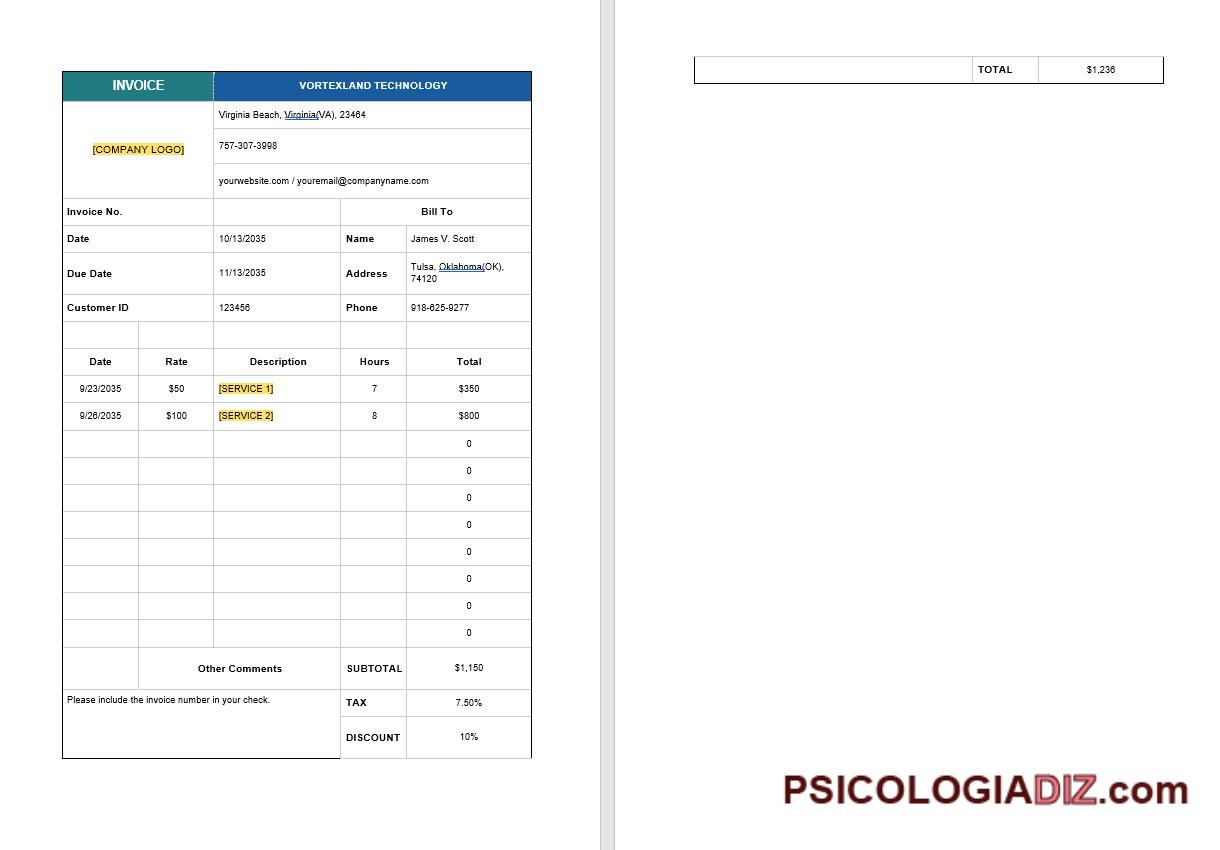 INVOICE VORTEXLAND TECHNOLOGY
[COMPANY LOGO]
Virginia Beach, Virginia(VA), 23464
757-307-3998
yourwebsite.com / youremail@companyname.com
Invoice No. Bill To
Date 10/13/2035 Name James V. Scott
Due Date 11/13/2035 Address Tulsa, Oklahoma(OK),
74120
Customer ID 123456 Phone 918-625-9277
Date Rate Description Hours Total
9/23/2035 $50 [SERVICE 1] 7 $350
9/26/2035 $100 [SERVICE 2] 8 $800
0
0
0
0
0
0
0
0
Other Comments SUBTOTAL $1,150
Please include the invoice number in your check. TAX 7.50%
DISCOUNT 10%
TOTAL $1,236
PSICOLOGIADIZ.com